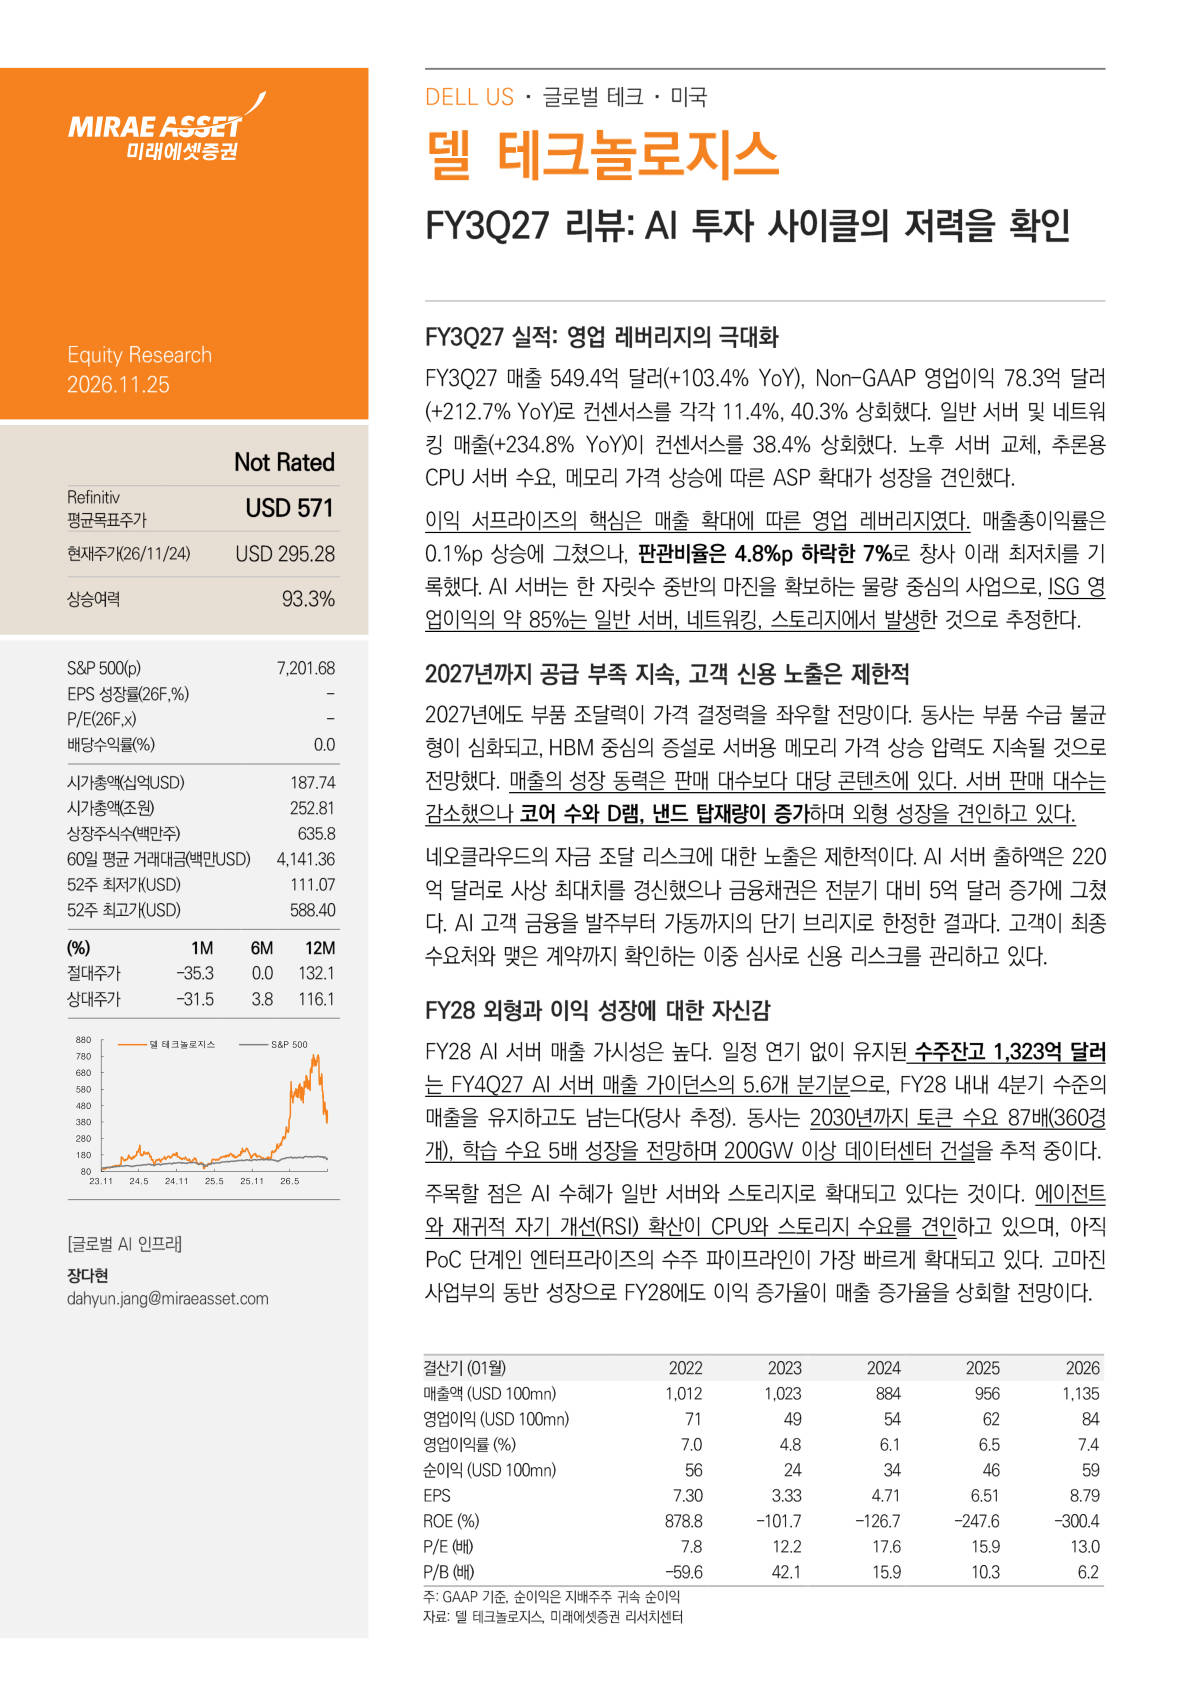 MIRAE ASSET
미래에셋증권
Equity Research
2026.11.25
Not Rated
Refinitiv
평균목표주가 USD 571
현재주가(26/11/24) USD 295.28
상승여력 93.3%
S&P 500(p) 7,201.68
EPS 성장률(26F,%) –
P/E(26F,x) –
배당수익률(%) 0.0
시가총액(십억USD) 187.74
시가총액(조원) 252.81
상장주식수(백만주) 635.8
60일 평균 거래대금(백만USD) 4,141.36
52주 최저가(USD) 111.07
52주 최고가(USD) 588.40
(%) 1M 6M 12M
절대주가 -35.3 0.0 132.1
상대주가 -31.5 3.8 116.1
델 테크놀로지스 S&P 500
880
780
680
580
480
380
280
180
80
23.11 24.5 24.11 25.5 25.11 26.5
[글로벌 AI 인프라]
장다현
dahyun.jang@miraeasset.com
DELL US · 글로벌 테크 · 미국
델 테크놀로지스
FY3Q27 리뷰: AI 투자 사이클의 저력을 확인
FY3Q27 실적: 영업 레버리지의 극대화
FY3Q27 매출 549.4억 달러(+103.4% YoY), Non-GAAP 영업이익 78.3억 달러
(+212.7% YoY)로 컨센서스를 각각 11.4%, 40.3% 상회했다. 일반 서버 및 네트워
킹 매출(+234.8% YoY)이 컨센서스를 38.4% 상회했다. 노후 서버 교체, 추론용
CPU 서버 수요, 메모리 가격 상승에 따른 ASP 확대가 성장을 견인했다.
이익 서프라이즈의 핵심은 매출 확대에 따른 영업 레버리지였다. 매출총이익률은
0.1%p 상승에 그쳤으나, 판관비율은 4.8%p 하락한 7%로 창사 이래 최저치를 기
록했다. AI 서버는 한 자릿수 중반의 마진을 확보하는 물량 중심의 사업으로, ISG 영
업이익의 약 85%는 일반 서버, 네트워킹, 스토리지에서 발생한 것으로 추정한다.
2027년까지 공급 부족 지속, 고객 신용 노출은 제한적
2027년에도 부품 조달력이 가격 결정력을 좌우할 전망이다. 동사는 부품 수급 불균
형이 심화되고, HBM 중심의 증설로 서버용 메모리 가격 상승 압력도 지속될 것으로
전망했다. 매출의 성장 동력은 판매 대수보다 대당 콘텐츠에 있다. 서버 판매 대수는
감소했으나 코어 수와 D램, 낸드 탑재량이 증가하며 외형 성장을 견인하고 있다.
네오클라우드의 자금 조달 리스크에 대한 노출은 제한적이다. AI 서버 출하액은 220
억 달러로 사상 최대치를 경신했으나 금융채권은 전분기 대비 5억 달러 증가에 그쳤
다. AI 고객 금융을 발주부터 가동까지의 단기 브리지로 한정한 결과다. 고객이 최종
수요처와 맺은 계약까지 확인하는 이중 심사로 신용 리스크를 관리하고 있다.
FY28 외형과 이익 성장에 대한 자신감
FY28 AI 서버 매출 가시성은 높다. 일정 연기 없이 유지된 수주잔고 1,323억 달러
는 FY4Q27 AI 서버 매출 가이던스의 5.6개 분기분으로, FY28 내내 4분기 수준의
매출을 유지하고도 남는다(당사 추정). 동사는 2030년까지 토큰 수요 87배(360경
개), 학습 수요 5배 성장을 전망하며 200GW 이상 데이터센터 건설을 추적 중이다.
주목할 점은 AI 수혜가 일반 서버와 스토리지로 확대되고 있다는 것이다. 에이전트
와 재귀적 자기 개선(RSI) 확산이 CPU와 스토리지 수요를 견인하고 있으며, 아직
PoC 단계인 엔터프라이즈의 수주 파이프라인이 가장 빠르게 확대되고 있다. 고마진
사업부의 동반 성장으로 FY28에도 이익 증가율이 매출 증가율을 상회할 전망이다.
결산기 (01월) 2022 2023 2024 2025 2026
매출액 (USD 100mn) 1,012 1,023 884 956 1,135
영업이익 (USD 100mn) 71 49 54 62 84
영업이익률 (%) 7.0 4.8 6.1 6.5 7.4
순이익 (USD 100mn) 56 24 34 46 59
EPS 7.30 3.33 4.71 6.51 8.79
ROE (%) 878.8 -101.7 -126.7 -247.6 -300.4
P/E (배) 7.8 12.2 17.6 15.9 13.0
P/B (배) -59.6 42.1 15.9 10.3 6.2
주: GAAP 기준, 순이익은 지배주주 귀속 순이익
자료: 델 테크놀로지스, 미래에셋증권 리서치센터